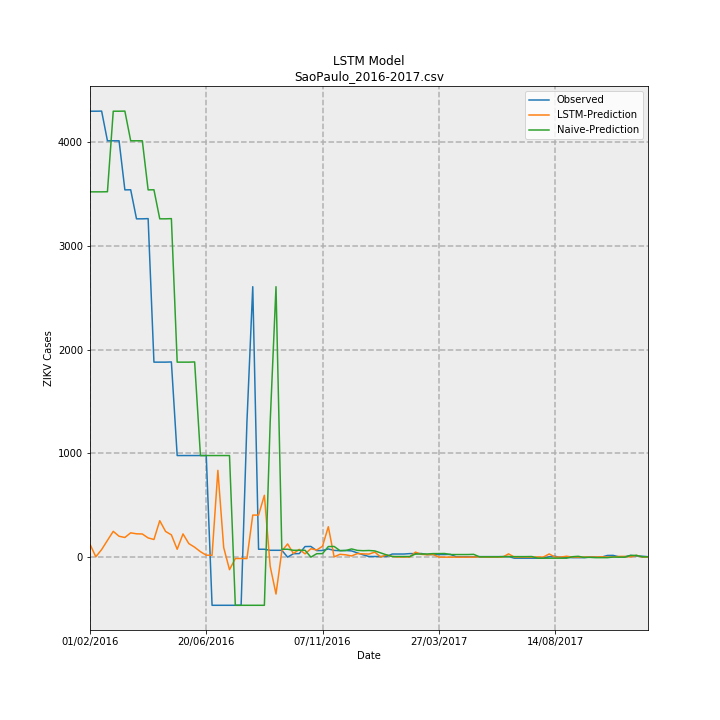 LSTM Model
SaoPaulo_2016-2017.csv
Observed
LSTM-Prediction
Naive-Prediction
4000
3000
2000
1000
0
ZIKV Cases
01/02/2016 20/06/2016 07/11/2016 27/03/2017 14/08/2017
Date